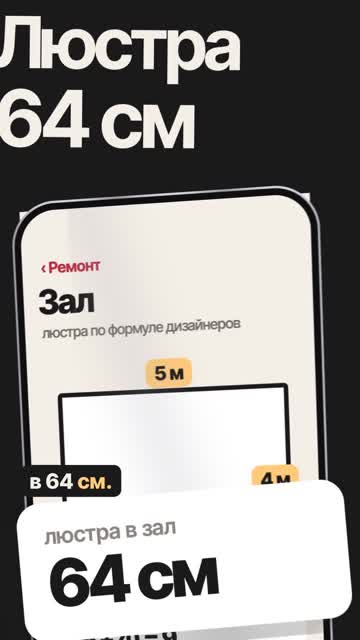 Люстра
64 см
‹ Ремонт
Зал
люстра по формуле дизайнеров
5 м
4 м
в 64 см.
люстра в зал
64 см